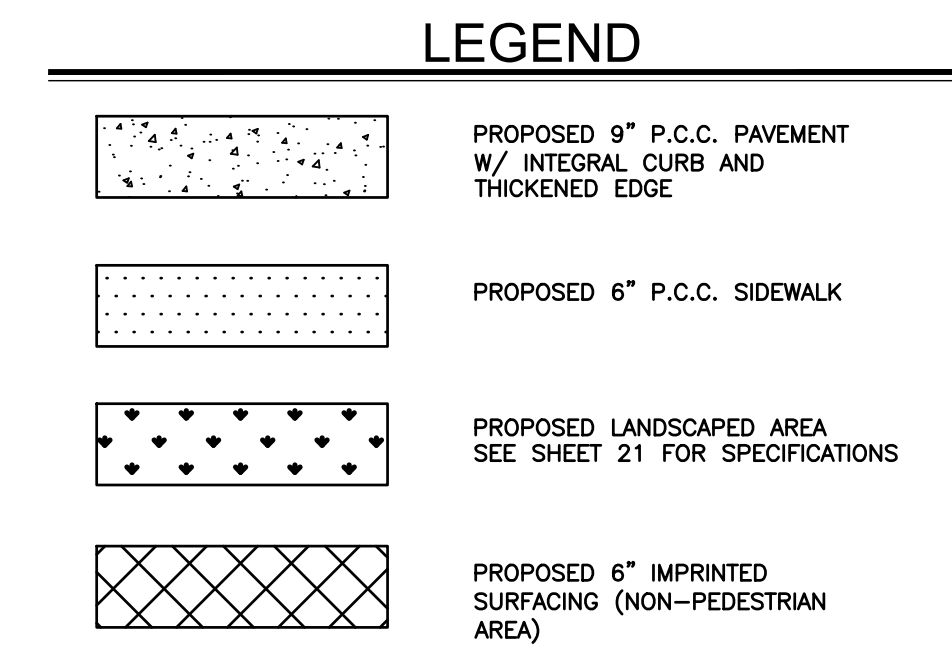 LEGEND
PROPOSED 9" P.C.C. PAVEMENT
W/ INTEGRAL CURB AND
THICKENED EDGE
PROPOSED 6" P.C.C. SIDEWALK
PROPOSED LANDSCAPED AREA
SEE SHEET 21 FOR SPECIFICATIONS
PROPOSED 6" IMPRINTED
SURFACING (NON-PEDESTRIAN
AREA)